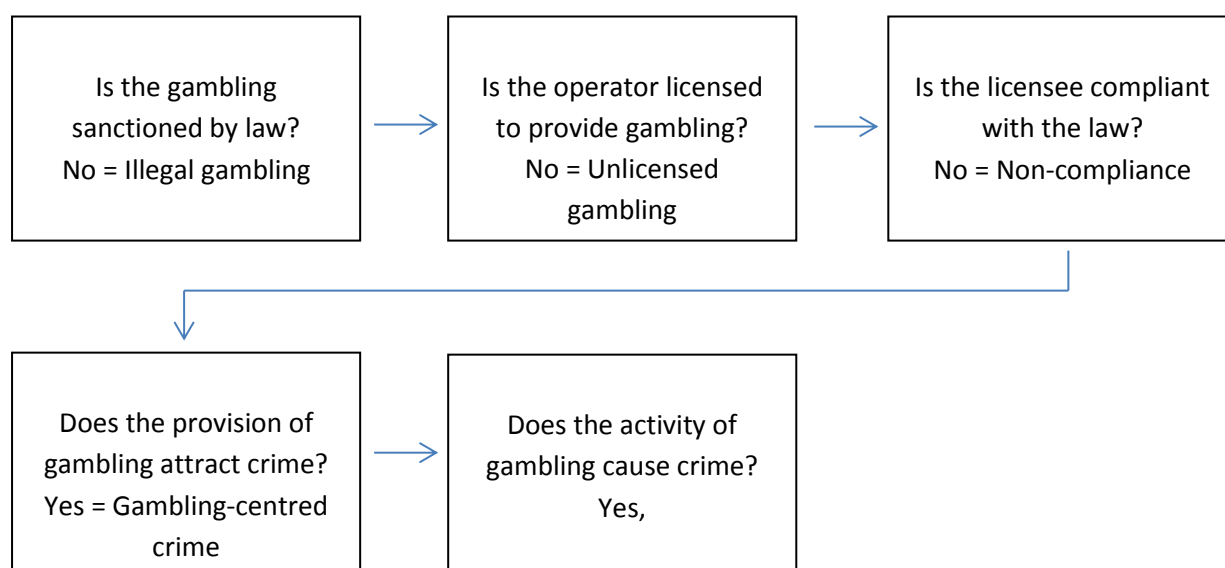 Is the gambling
sanctioned by law?
No = Illegal gambling
Is the operator licensed
to provide gambling?
No = Unlicensed
gambling
Is the licensee compliant
with the law?
No = Non-compliance
Does the provision of
gambling attract crime?
Yes = Gambling-centred
crime
Does the activity of
gambling cause crime?
Yes,